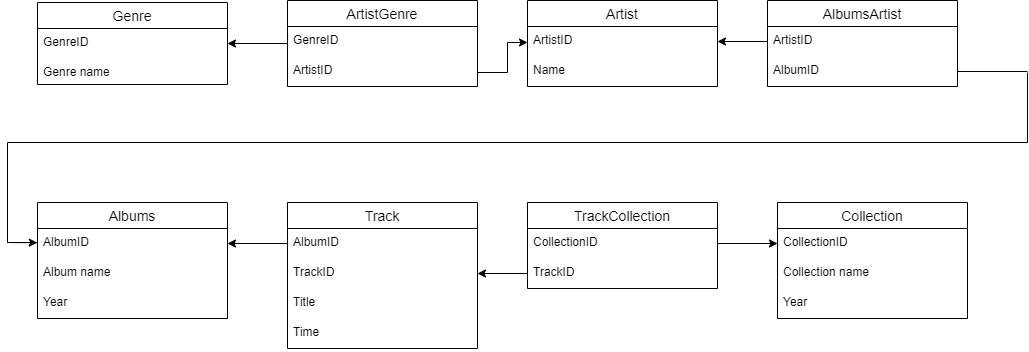 Genre
GenreID
Genre name
ArtistGenre
GenreID
ArtistID
Artist
ArtistID
Name
AlbumsArtist
ArtistID
AlbumID
Albums
AlbumID
Album name
Year
Track
AlbumID
TrackID
Title
Time
TrackCollection
CollectionID
TrackID
Collection
CollectionID
Collection name
Year